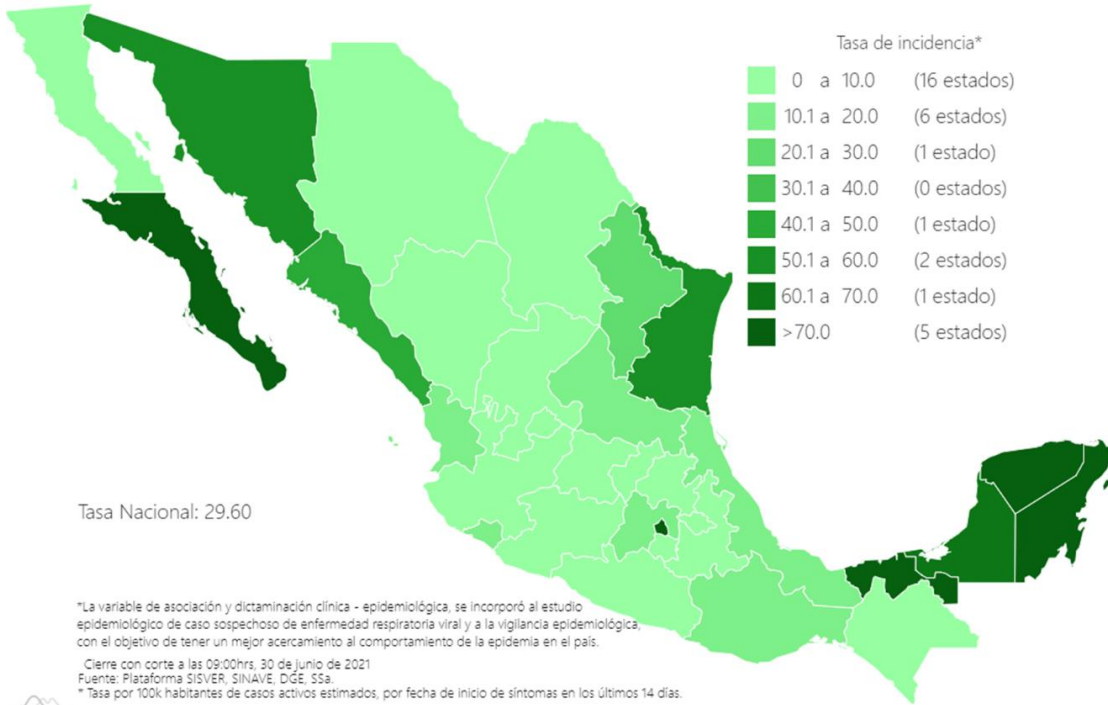 Tasa de incidencia*
0 a 10.0 (16 estados)
10.1 a 20.0 (6 estados)
20.1 a 30.0 (1 estado)
30.1 a 40.0 (0 estados)
40.1 a 50.0 (1 estado)
50.1 a 60.0 (2 estados)
60.1 a 70.0 (1 estado)
>70.0 (5 estados)
Tasa Nacional: 29.60
*La variable de asociación y dictaminación clínica - epidemiológica, se incorporó al estudio
epidemiológico de caso sospechoso de enfermedad respiratoria viral y a la vigilancia epidemiológica,
con el objetivo de tener un mejor acercamiento al comportamiento de la epidemia en el país.
Cierre con corte a las 09:00hrs, 30 de junio de 2021
Fuente: Plataforma SISVER, SINAVE, DGE, SSa.
* Tasa por 100k habitantes de casos activos estimados, por fecha de inicio de síntomas en los últimos 14 días.